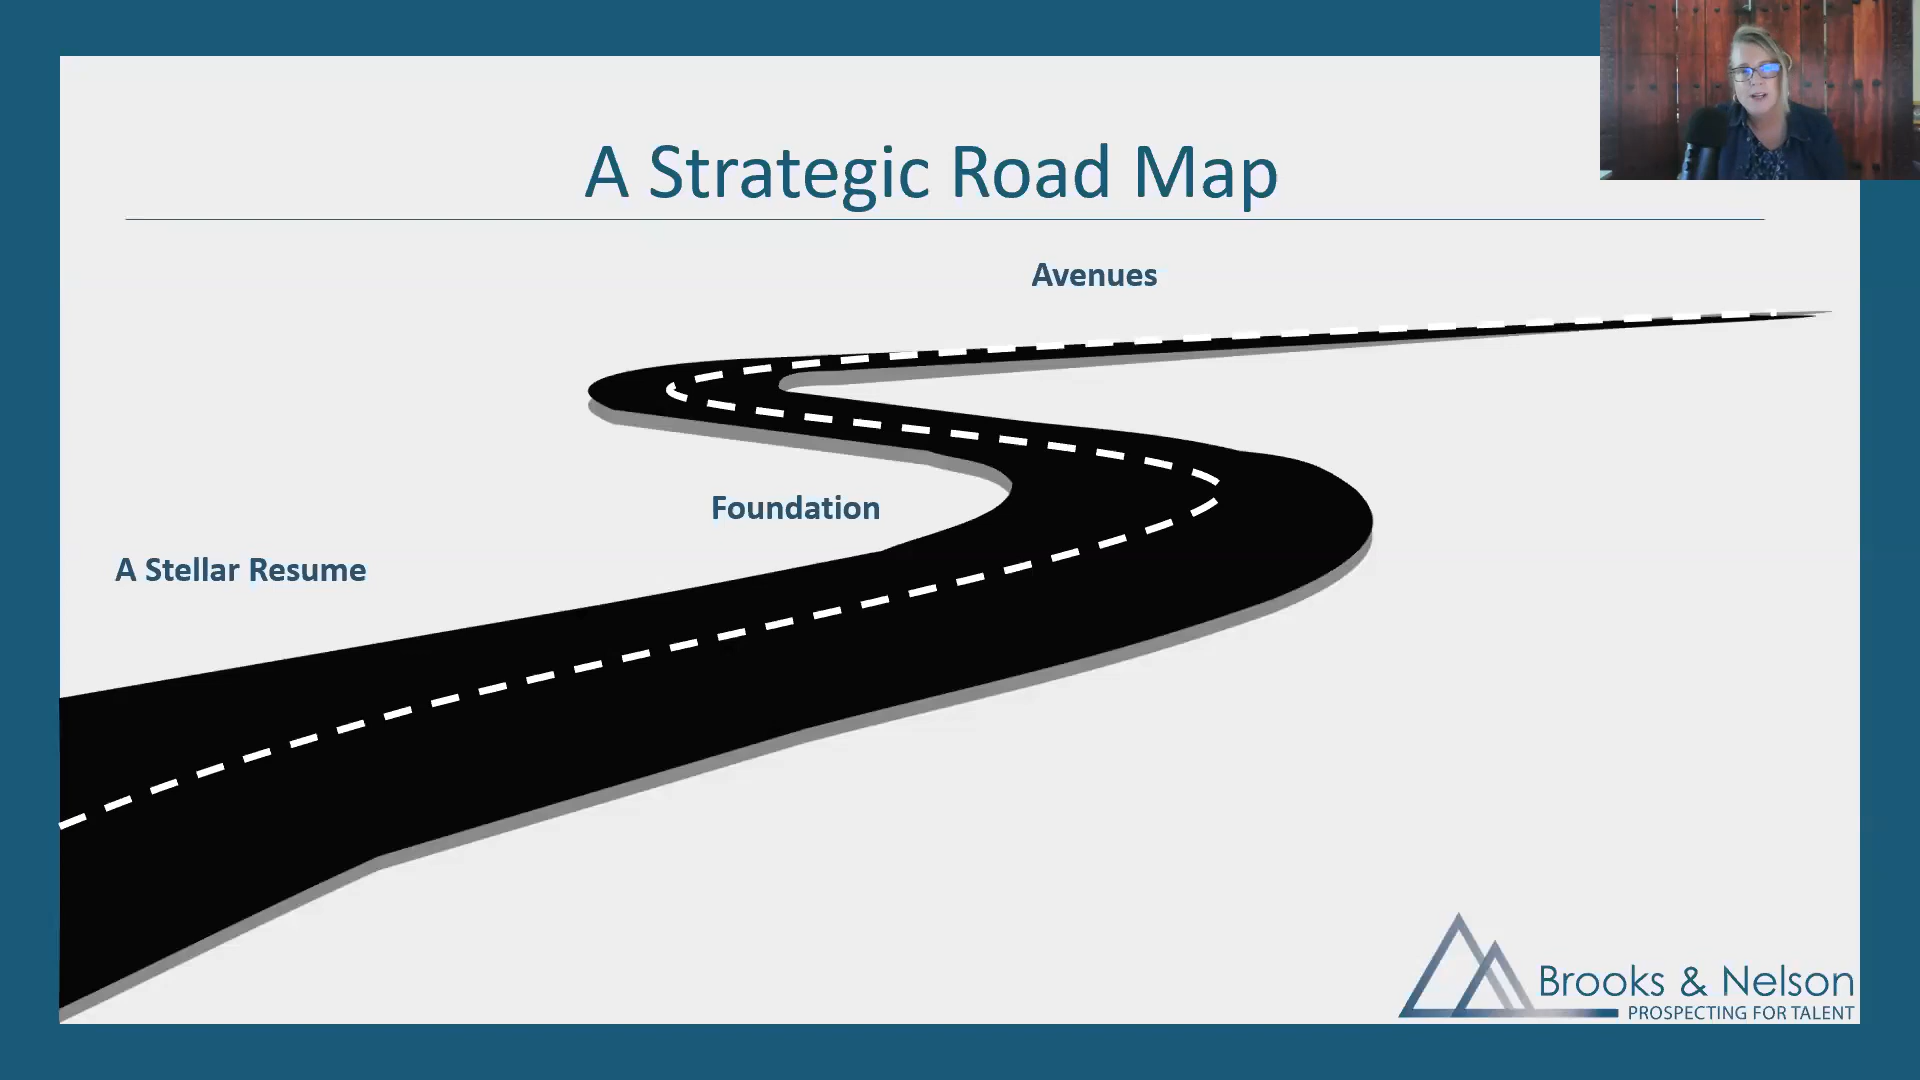 A Strategic Road Map
Avenues
Foundation
A Stellar Resume
Brooks & Nelson
PROSPECTING FOR TALENT